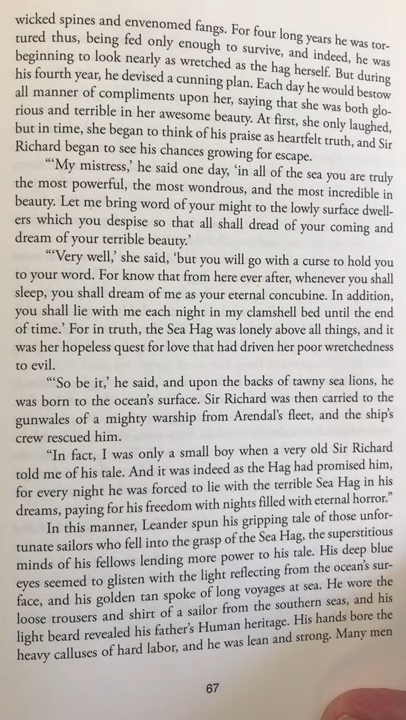 wicked spines and envenomed fangs. For four long years he was tor-
tured thus, being fed only enough to survive, and indeed, he was
beginning to look nearly as wretched as the hag herself. But during
his fourth year, he devised a cunning plan. Each day he would bestow
all manner of compliments upon her, saying that she was both glo-
rious and terrible in her awesome beauty. At first, she only laughed,
but in time, she began to think of his praise as heartfelt truth, and Sir
Richard began to see his chances growing for escape.
“‘My mistress,’ he said one day, ‘in all of the sea you are truly
the most powerful, the most wondrous, and the most incredible in
beauty. Let me bring word of your might to the lowly surface dwell-
ers which you despise so that all shall dread of your coming and
dream of your terrible beauty.’
“‘Very well,’ she said, ‘but you will go with a curse to hold you
to your word. For know that from here ever after, whenever you shall
sleep, you shall dream of me as your eternal concubine. In addition,
you shall lie with me each night in my clamshell bed until the end
of time.’ For in truth, the Sea Hag was lonely above all things, and it
was her hopeless quest for love that had driven her poor wretchedness
to evil.
“‘So be it,’ he said, and upon the backs of tawny sea lions, he
was born to the ocean’s surface. Sir Richard was then carried to the
gunwales of a mighty warship from Arendal’s fleet, and the ship’s
crew rescued him.
“In fact, I was only a small boy when a very old Sir Richard
told me of his tale. And it was indeed as the Hag had promised him,
for every night he was forced to lie with the terrible Sea Hag in his
dreams, paying for his freedom with nights filled with eternal horror.”
In this manner, Leander spun his gripping tale of those unfor-
tunate sailors who fell into the grasp of the Sea Hag, the superstitious
minds of his fellows lending more power to his tale. His deep blue
eyes seemed to glisten with the light reflecting from the ocean’s sur-
face, and his golden tan spoke of long voyages at sea. He wore the
loose trousers and shirt of a sailor from the southern seas, and his
light beard revealed his father’s Human heritage. His hands bore the
heavy calluses of hard labor, and he was lean and strong. Many men
67